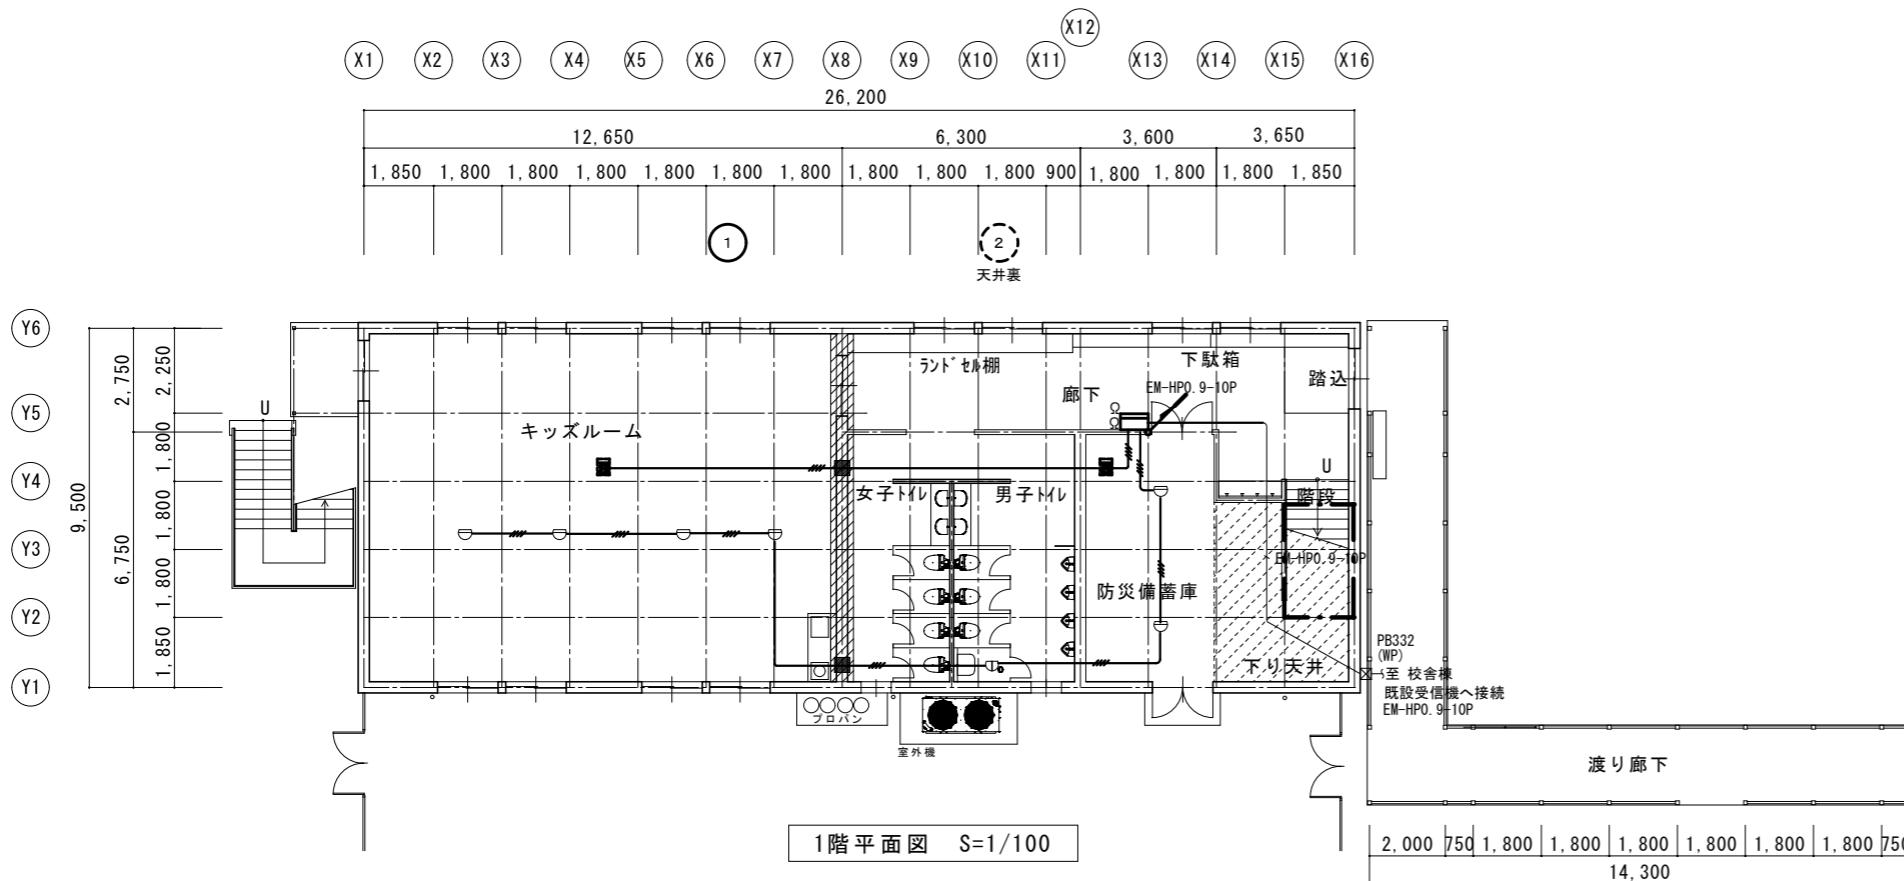 X12
X1 X2 X3 X4 X5 X6 X7 X8 X9 X10 X11 X13 X14 X15 X16
26,200
12,650 6,300 3,600 3,650
1,850 1,800 1,800 1,800 1,800 1,800 1,800 1,800 1,800 1,800 900 1,800 1,800 1,800 1,850
1 2
天井裏
Y6
Y5
Y4
Y3
Y2
Y1
9,500
2,750
6,750
2,250
1,800
1,800
1,800
1,850
U
キッズルーム
ランドセル棚
下駄箱
廊下
EM-HP0.9-10P
踏込
女子トイレ
男子トイレ
U
階段
EM-HP0.9-10P
防災備蓄庫
下り天井
PB332
(WP)
至 校舎棟
既設受信機へ接続
EM-HP0.9-10P
プロパン
室外機
渡り廊下
1階平面図 S=1/100
2,000 750 1,800 1,800 1,800 1,800 1,800 1,800 750
14,300